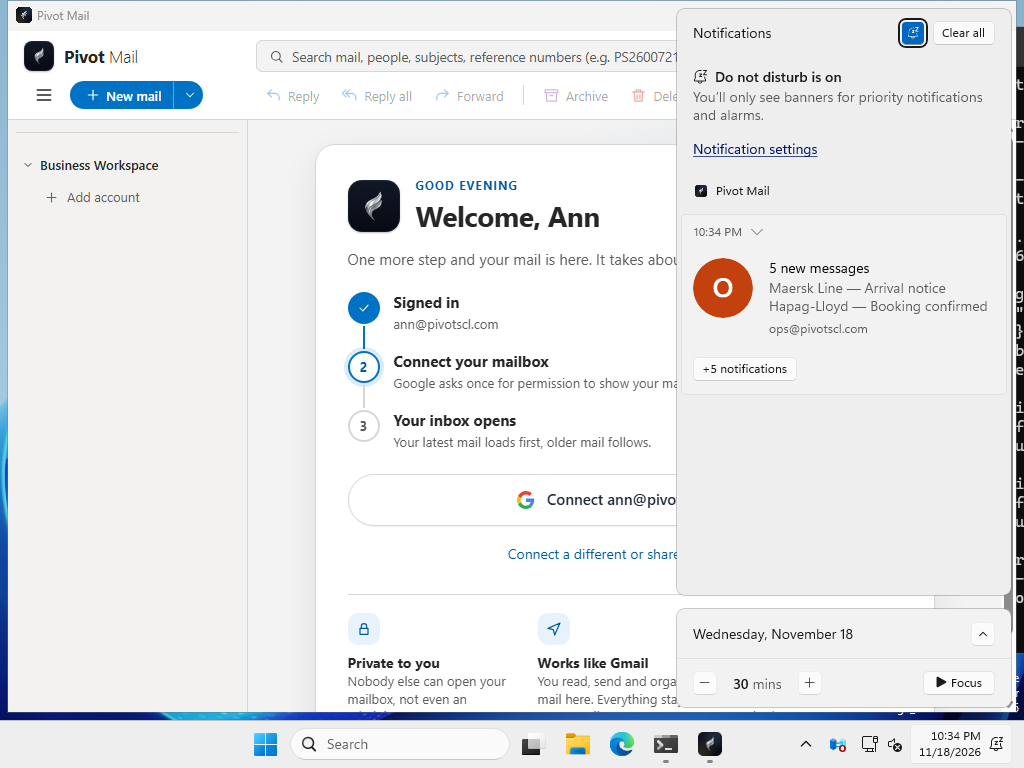 Pivot Mail
Pivot Mail
Search mail, people, subjects, reference numbers (e.g. PS2600721
New mail
Reply
Reply all
Forward
Archive
Dele
Business Workspace
Add account
GOOD EVENING
Welcome, Ann
One more step and your mail is here. It takes abou
Signed in
ann@pivotscl.com
2
Connect your mailbox
Google asks once for permission to show your ma
3
Your inbox opens
Your latest mail loads first, older mail follows.
Connect ann@pivo
Connect a different or share
Private to you
Nobody else can open your
mailbox, not even an
Works like Gmail
You read, send and orga
mail here. Everything sta
Notifications
Clear all
Do not disturb is on
You'll only see banners for priority notifications
and alarms.
Notification settings
Pivot Mail
10:34 PM
O
5 new messages
Maersk Line — Arrival notice
Hapag-Lloyd — Booking confirmed
ops@pivotscl.com
+5 notifications
Wednesday, November 18
30 mins
Focus
Search
10:34 PM
11/18/2026